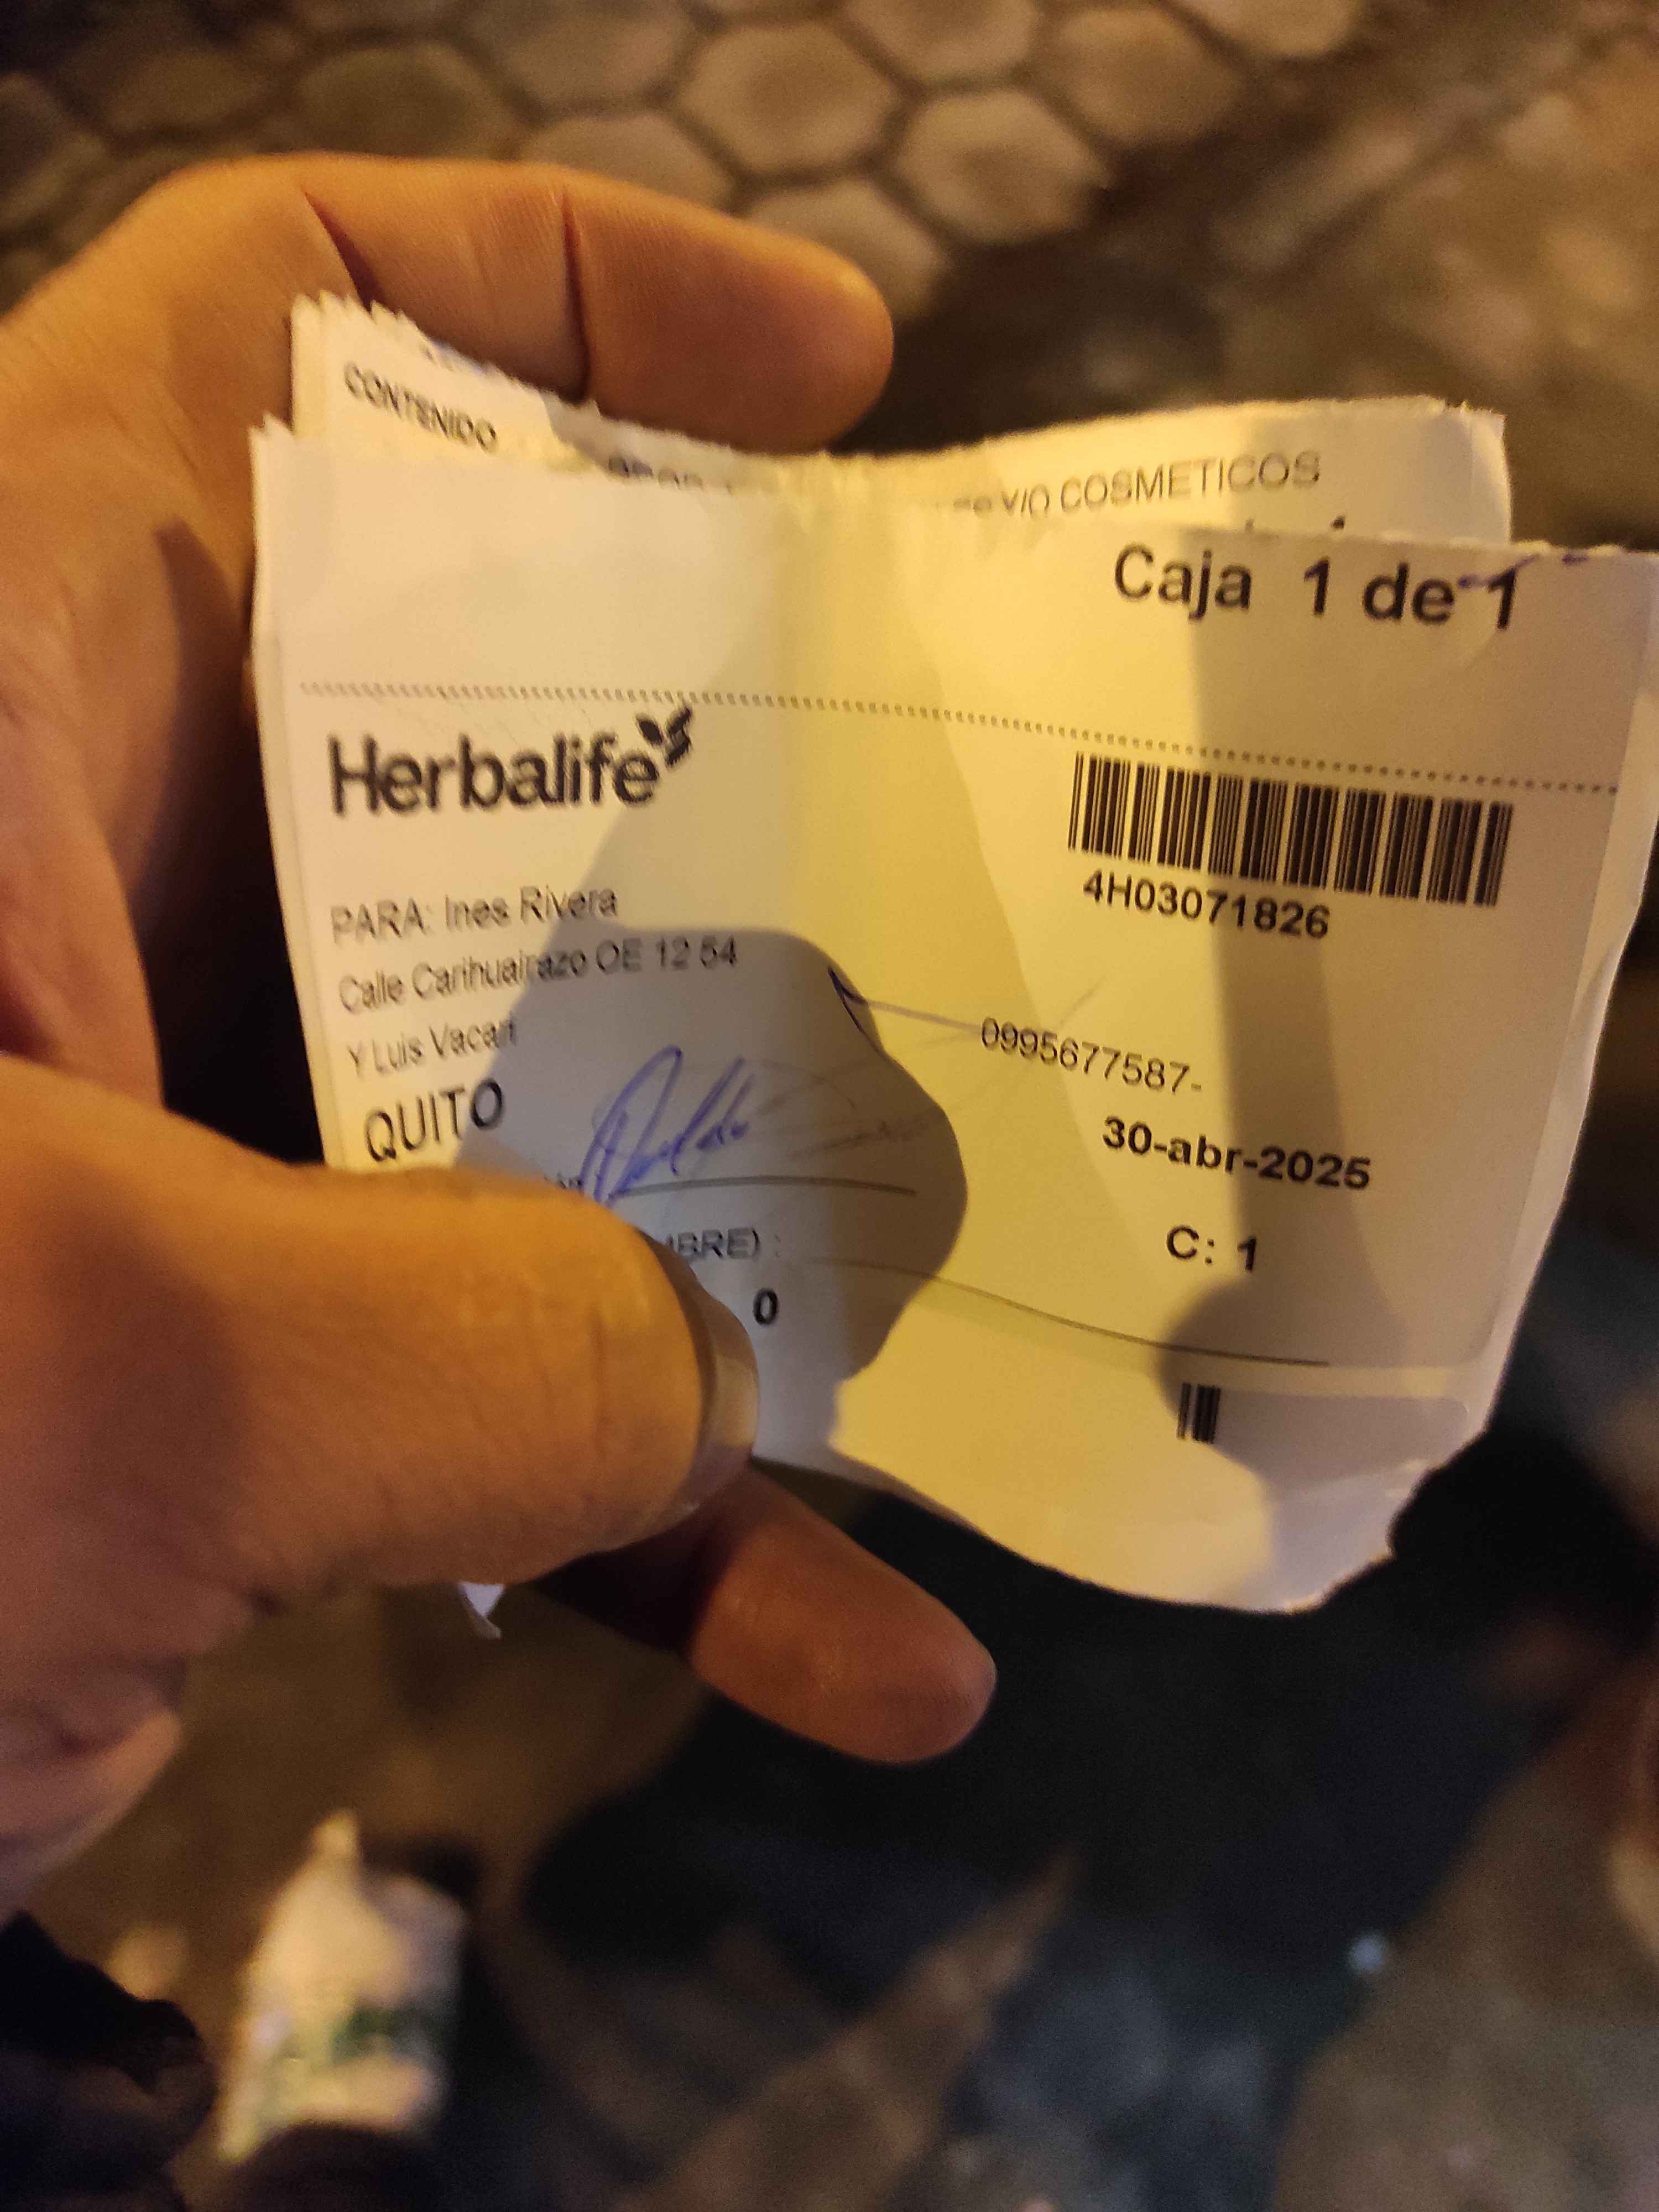 CONTENIDO
Y/O COSMETICOS
Caja 1 de 1
Herbalife
4H03071826
PARA: Ines Rivera
Calle Carihuairazo OE 12 54
Y Luis Vacari
0995677587-
QUITO
30-abr-2025
C: 1
MBRE) :
0